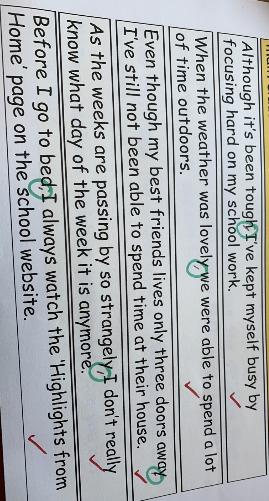 Although it's been tough, I've kept myself busy by
focusing hard on my school work.
When the weather was lovely, we were able to spend a lot
of time outdoors.
Even though my best friends lives only three doors away,
I've still not been able to spend time at their house.
As the weeks are passing by so strangely, I don't really
know what day of the week it is anymore.
Before I go to bed, I always watch the 'Highlights from
Home' page on the school website.